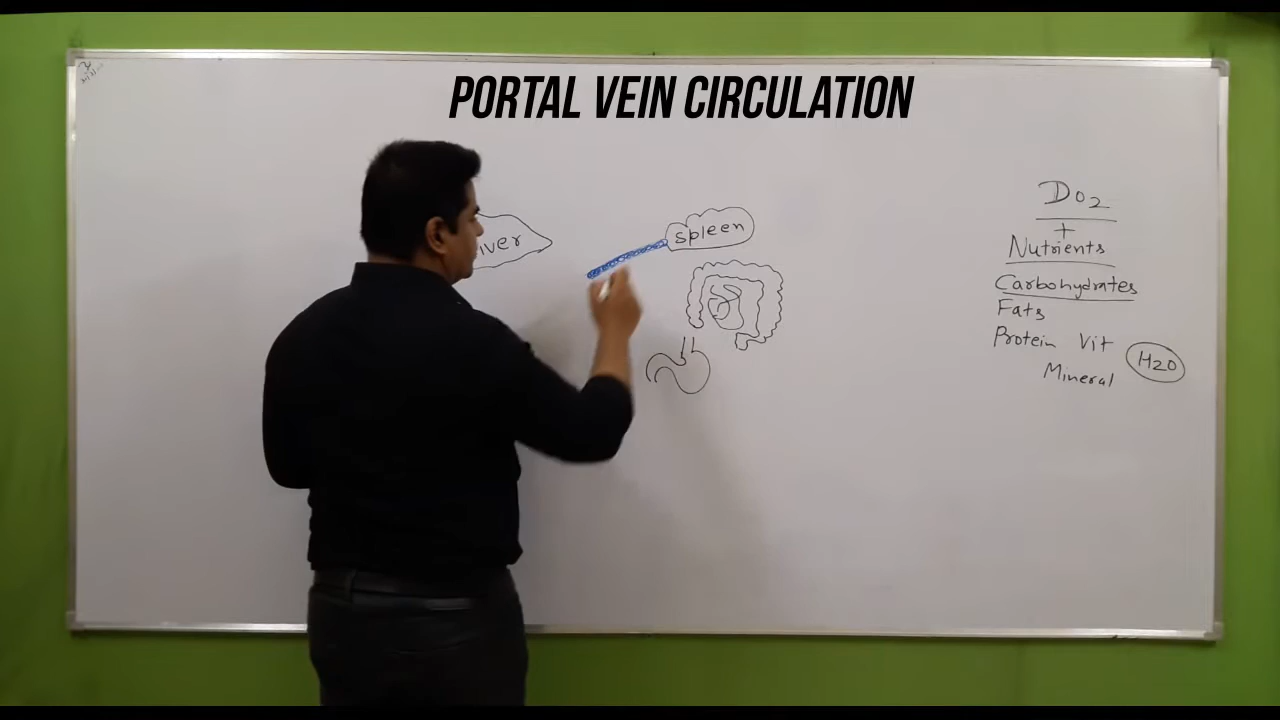 PORTAL VEIN CIRCULATION
iver
spleen
DO2
+
Nutrients
Carbohydrates
Fats
Protein Vit
Mineral
H2O